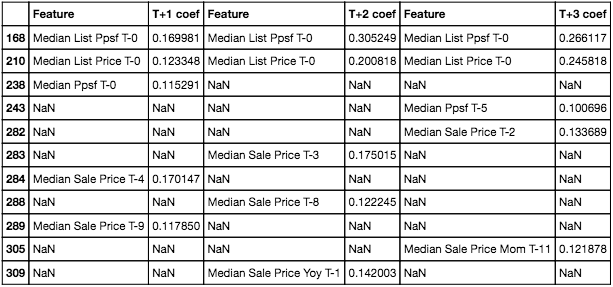 Feature T+1 coef Feature T+2 coef Feature T+3 coef
168 Median List Ppsf T-0 0.169981 Median List Ppsf T-0 0.305249 Median List Ppsf T-0 0.266117
210 Median List Price T-0 0.123348 Median List Price T-0 0.200818 Median List Price T-0 0.245818
238 Median Ppsf T-0 0.115291 NaN NaN NaN NaN
243 NaN NaN NaN NaN Median Ppsf T-5 0.100696
282 NaN NaN NaN NaN Median Sale Price T-2 0.133689
283 NaN NaN Median Sale Price T-3 0.175015 NaN NaN
284 Median Sale Price T-4 0.170147 NaN NaN NaN NaN
288 NaN NaN Median Sale Price T-8 0.122245 NaN NaN
289 Median Sale Price T-9 0.117850 NaN NaN NaN NaN
305 NaN NaN NaN NaN Median Sale Price Mom T-11 0.121878
309 NaN NaN Median Sale Price Yoy T-1 0.142003 NaN NaN